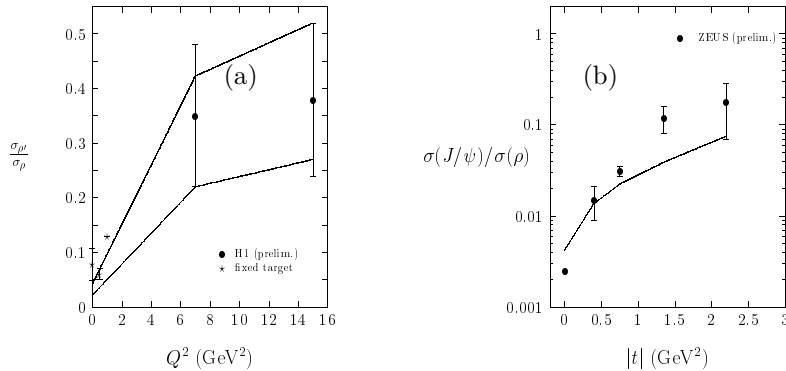 0.5
0.4
0.3
0.2
0.1
0
σρ′/σρ
(a)
H1 (prelim.)
fixed target
0 2 4 6 8 10 12 14 16
Q² (GeV²)
1
0.1
0.01
0.001
σ(J/ψ)/σ(ρ)
(b)
ZEUS (prelim.)
0 0.5 1 1.5 2 2.5 3
|t| (GeV²)